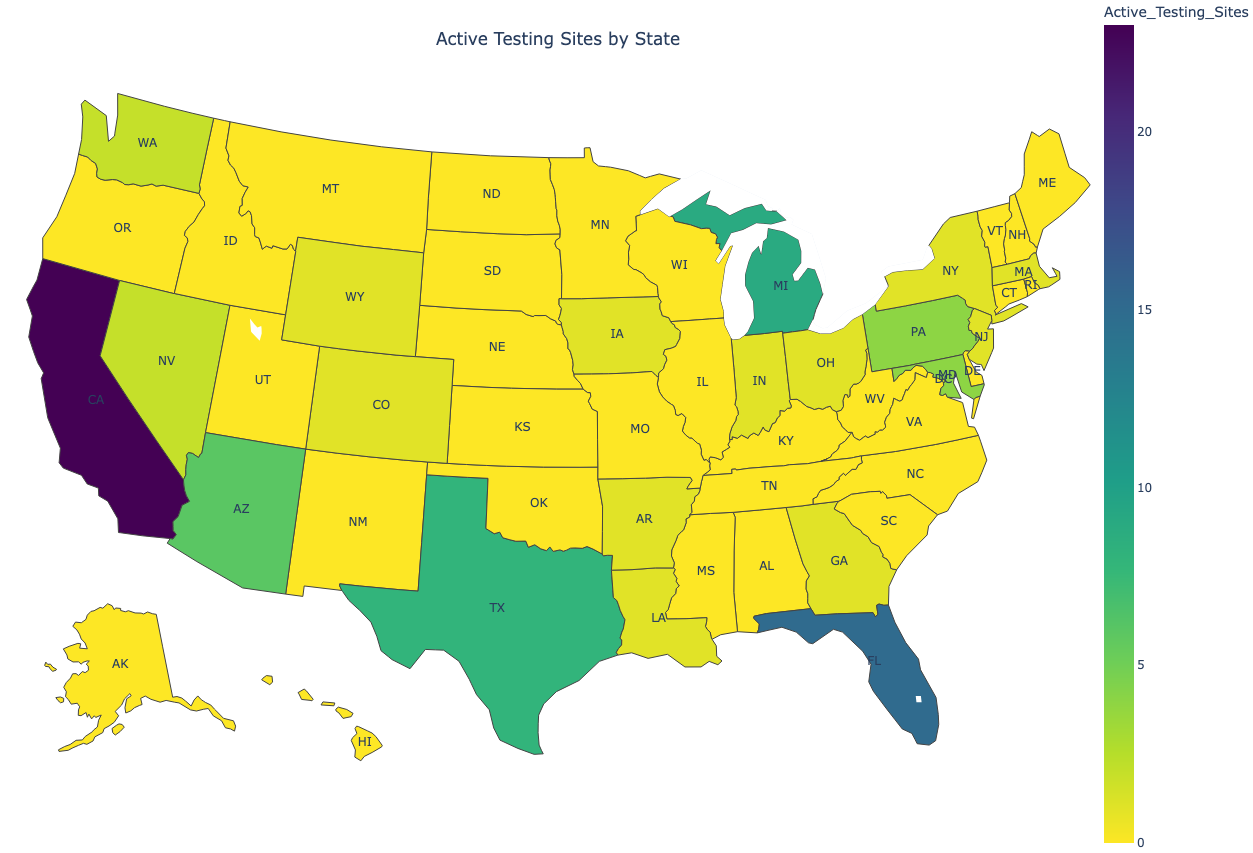 Active_Testing_Sites
Active Testing Sites by State
20
15
10
5
0
WA
MT
ND
MN
ME
OR
ID
SD
WI
VT
NH
NY
MA
RI
CT
WY
MI
NV
UT
NE
IA
PA
NJ
CA
CO
KS
MO
IL
IN
OH
WV
MD
DC
DE
VA
KY
AZ
NM
OK
AR
TN
NC
SC
TX
LA
MS
AL
GA
FL
AK
HI